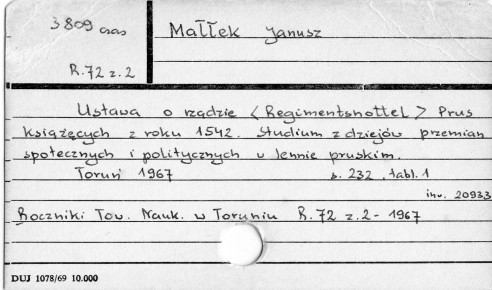 3809 czas
Małłek Janusz
R.72 z.2
Ustawa o rządzie <Regimentsnottel> Prus
książęcych z roku 1542. Studium z dziejów przemian
społecznych i politycznych w lennie pruskim.
Toruń 1967 s. 232, tabl. 1
inw. 20933
Roczniki Tow. Nauk. w Toruniu R.72 z.2 - 1967
DUJ 1078/69 10.000